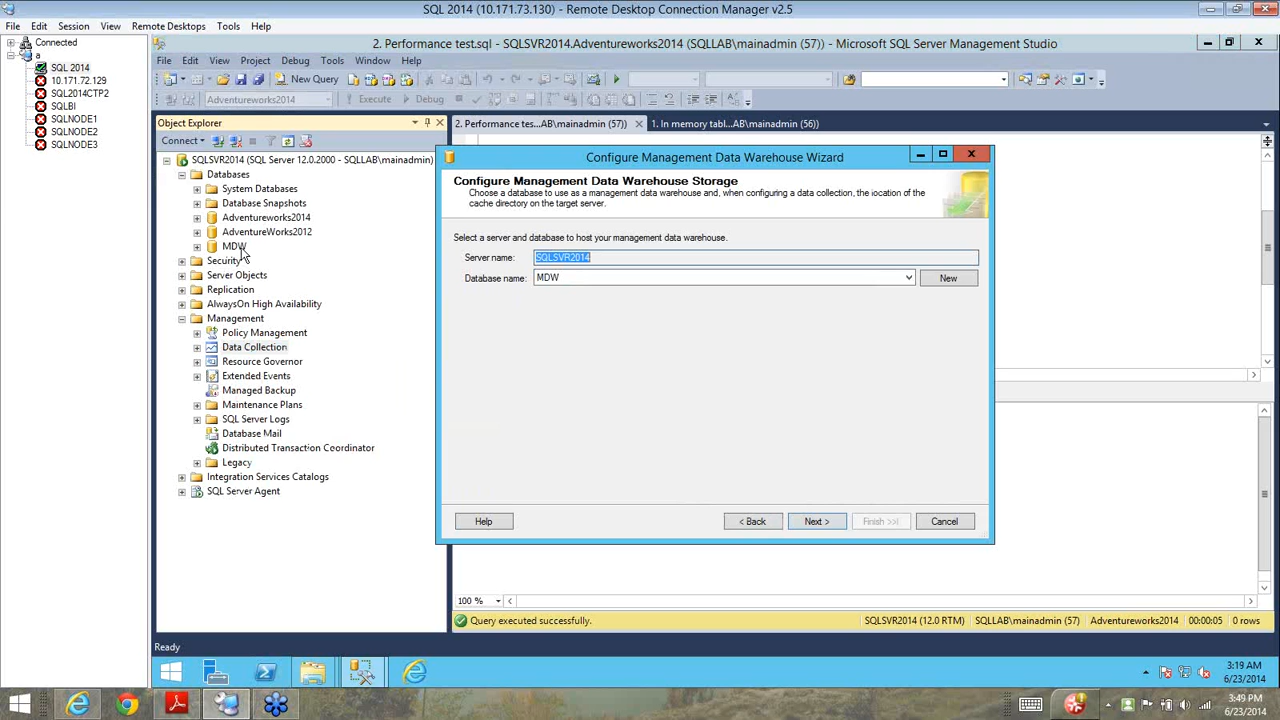 SQL 2014 (10.171.73.130) - Remote Desktop Connection Manager v2.5
File Edit Session View Remote Desktops Tools Help
Connected
a
SQL 2014
10.171.72.129
SQL2014CTP2
SQLBI
SQLNODE1
SQLNODE2
SQLNODE3
2. Performance test.sql - SQLSVR2014.Adventureworks2014 (SQLLAB\mainadmin (57)) - Microsoft SQL Server Management Studio
File Edit View Project Debug Tools Window Help
New Query
Adventureworks2014 Execute Debug
Object Explorer
Connect
SQLSVR2014 (SQL Server 12.0.2000 - SQLLAB\mainadmin)
Databases
System Databases
Database Snapshots
Adventureworks2014
AdventureWorks2012
MDW
Security
Server Objects
Replication
AlwaysOn High Availability
Management
Policy Management
Data Collection
Resource Governor
Extended Events
Managed Backup
Maintenance Plans
SQL Server Logs
Database Mail
Distributed Transaction Coordinator
Legacy
Integration Services Catalogs
SQL Server Agent
2. Performance tes...AB\mainadmin (57)) 1. In memory tabl...AB\mainadmin (56))
Configure Management Data Warehouse Wizard
Configure Management Data Warehouse Storage
Choose a database to use as a management data warehouse and, when configuring a data collection, the location of the
cache directory on the target server.
Select a server and database to host your management data warehouse.
Server name: SQLSVR2014
Database name: MDW New
Help < Back Next > Finish >>| Cancel
100 %
Query executed successfully. SQLSVR2014 (12.0 RTM) SQLLAB\mainadmin (57) Adventureworks2014 00:00:05 0 rows
Ready
3:19 AM
6/23/2014
3:49 PM
6/23/2014